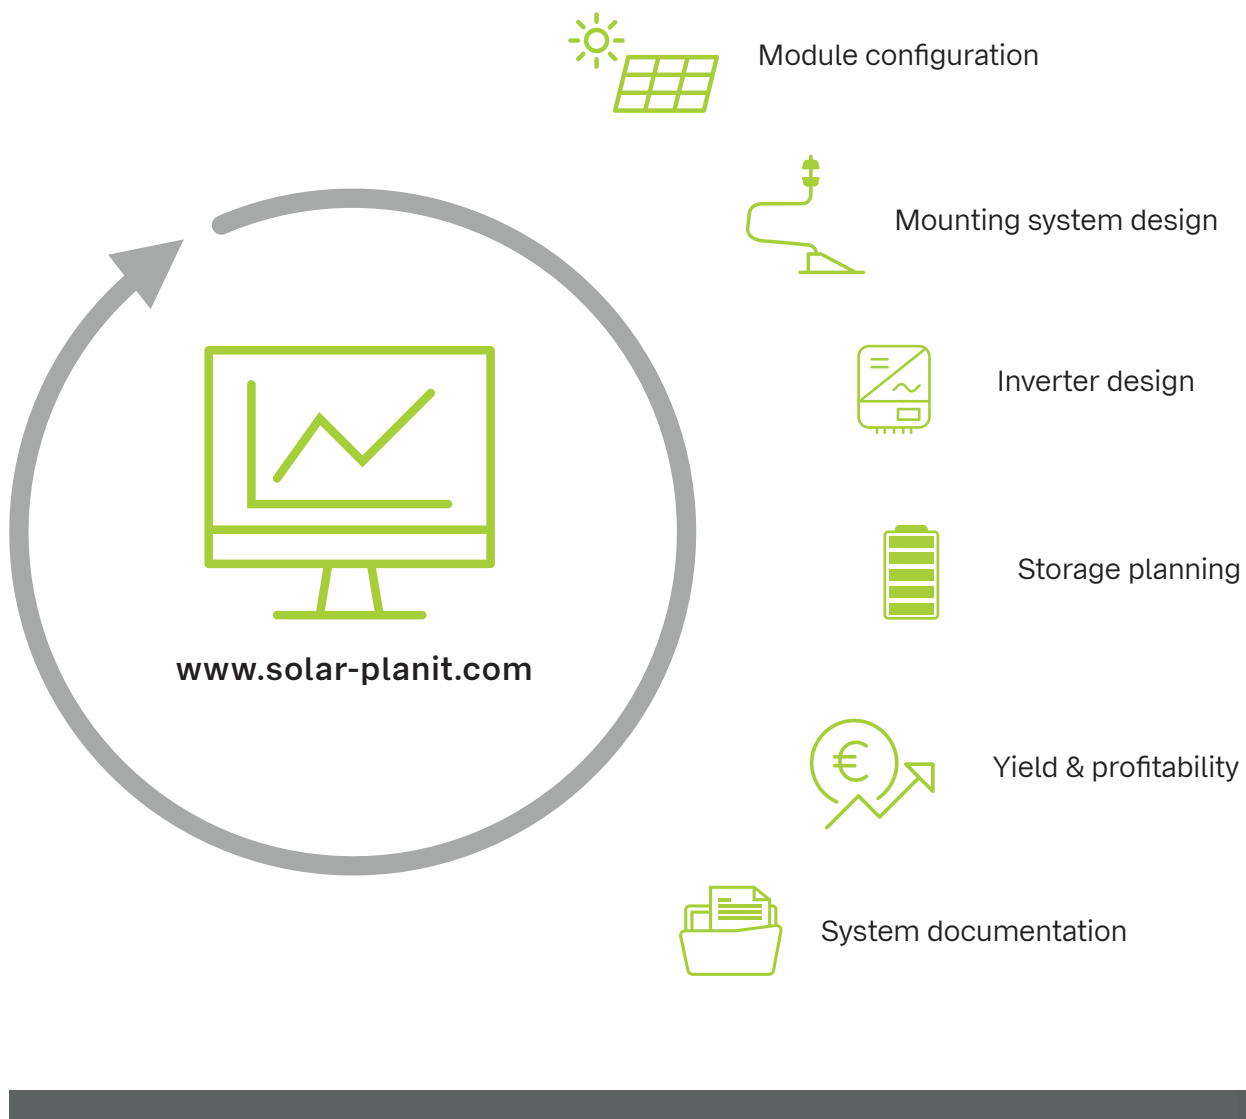 Module configuration
Mounting system design
Inverter design
Storage planning
www.solar-planit.com
Yield & profitability
System documentation